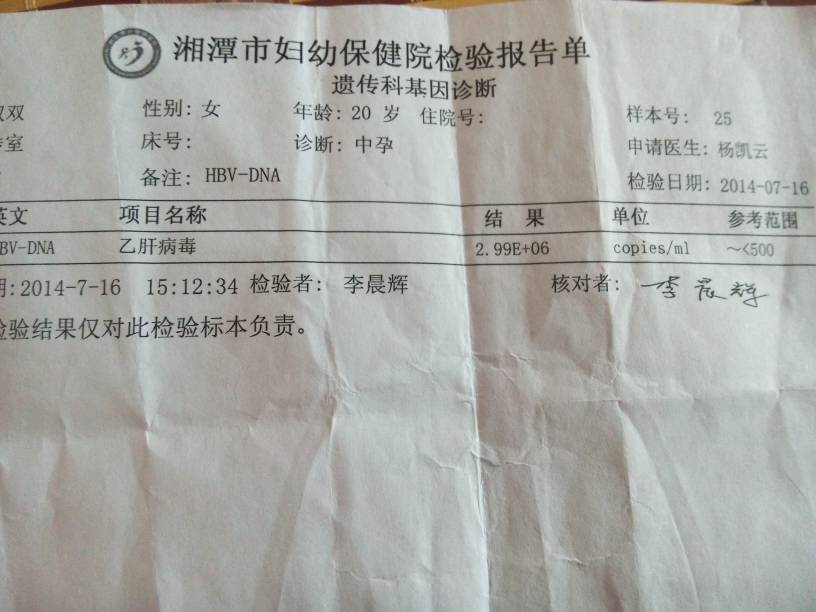 湘潭市妇幼保健院检验报告单
遗传科基因诊断
双 性别: 女 年龄: 20 岁 住院号: 样本号: 25
室 床号: 诊断: 中孕 申请医生: 杨凯云
备注: HBV-DNA 检验日期: 2014-07-16
英文 项目名称 结 果 单位 参考范围
BV-DNA 乙肝病毒 2.99E+06 copies/ml ~<500
期:2014-7-16 15:12:34 检验者: 李晨辉 核对者: 李晨辉
检验结果仅对此检验标本负责。